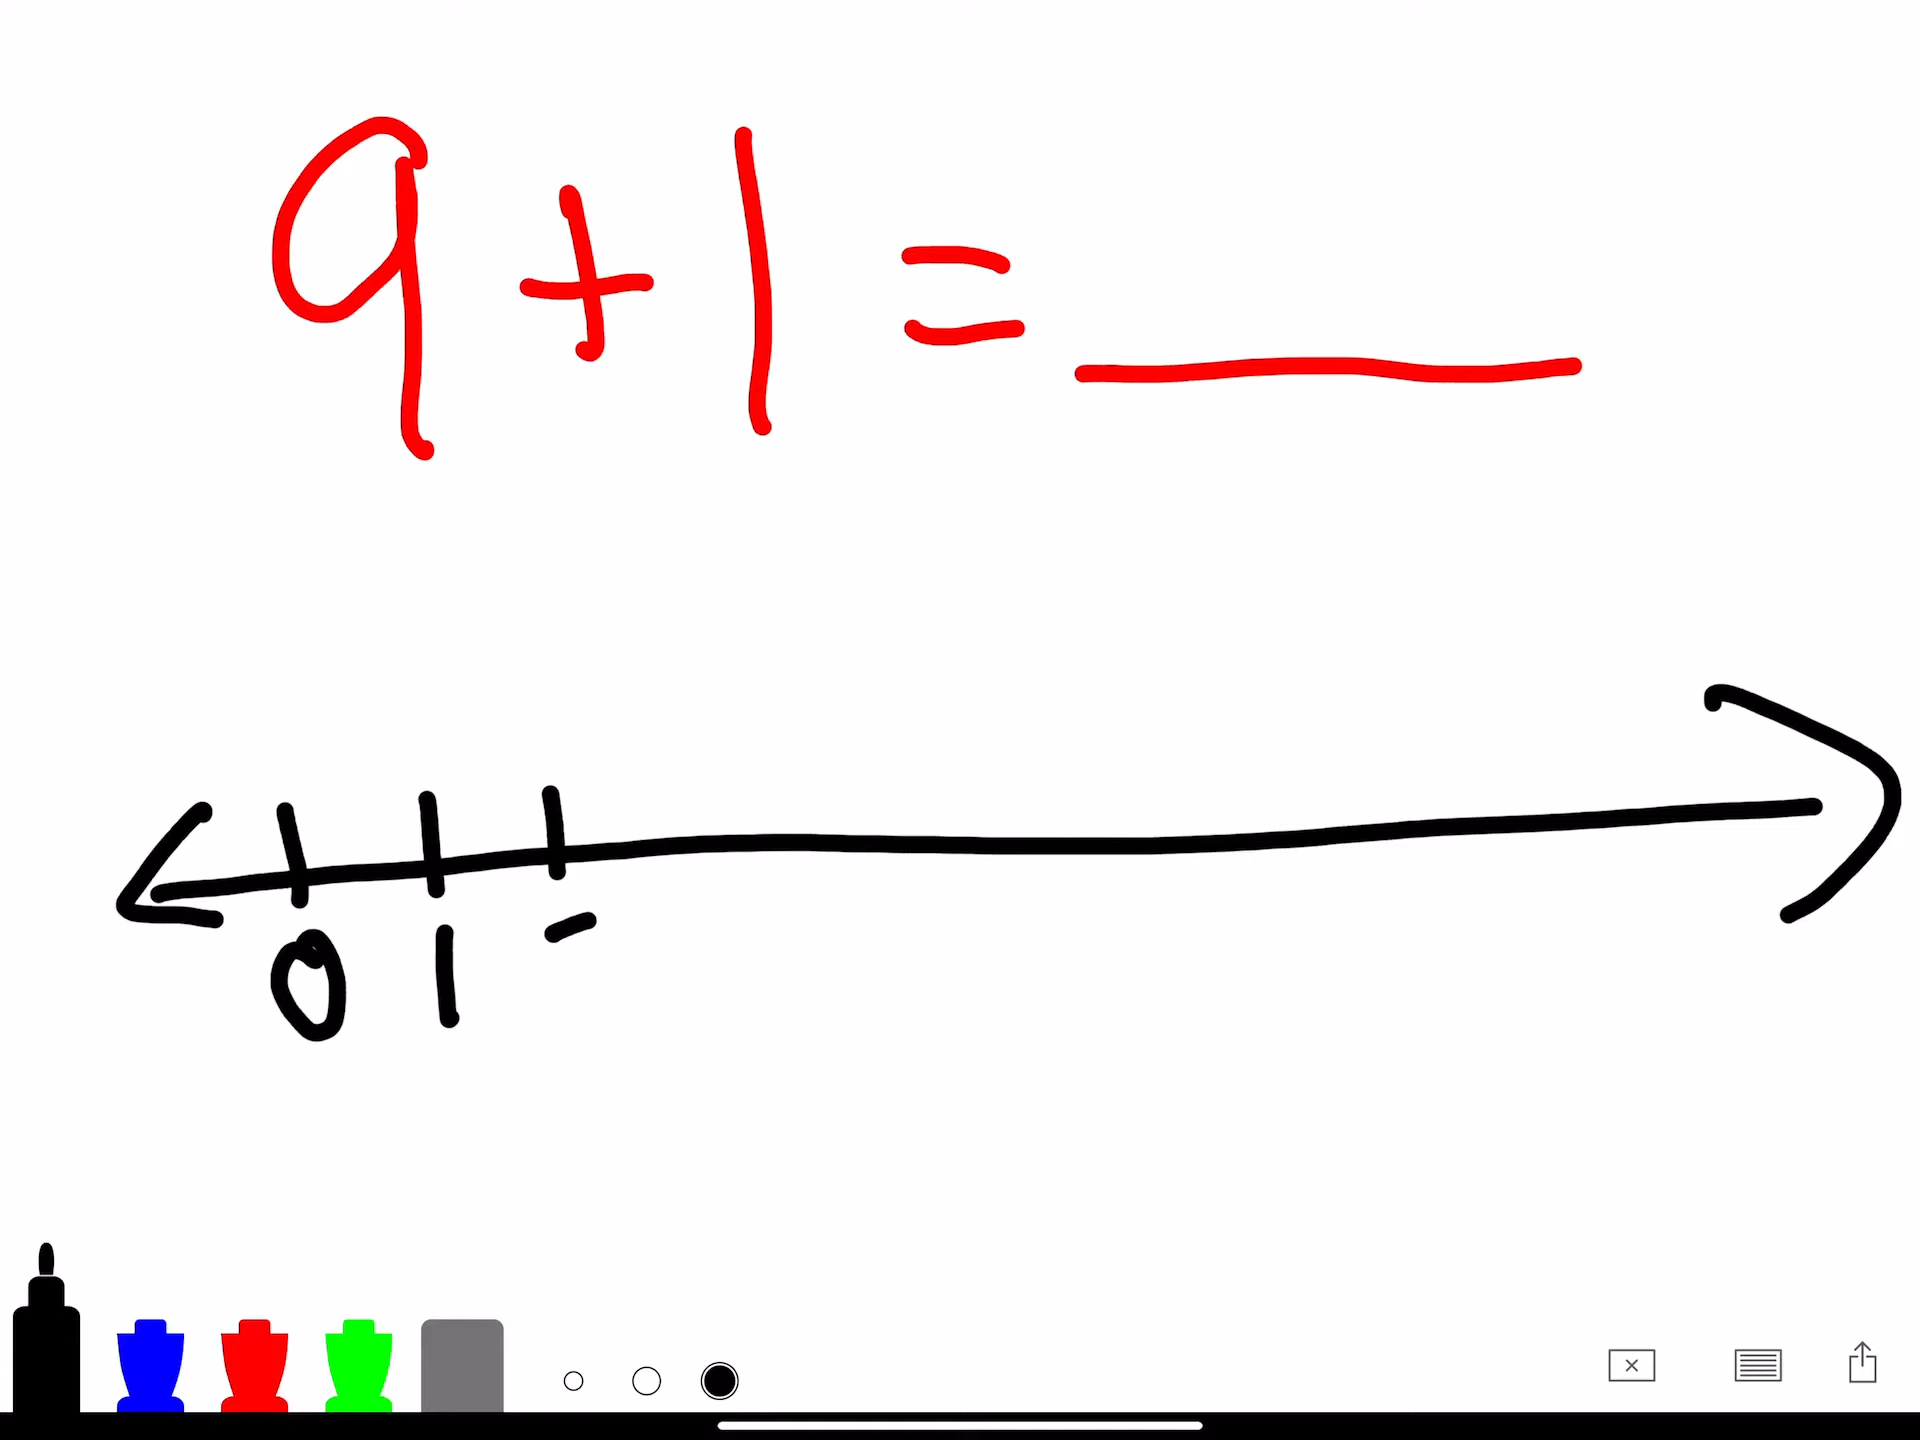 9 + 1 = ____
0 1